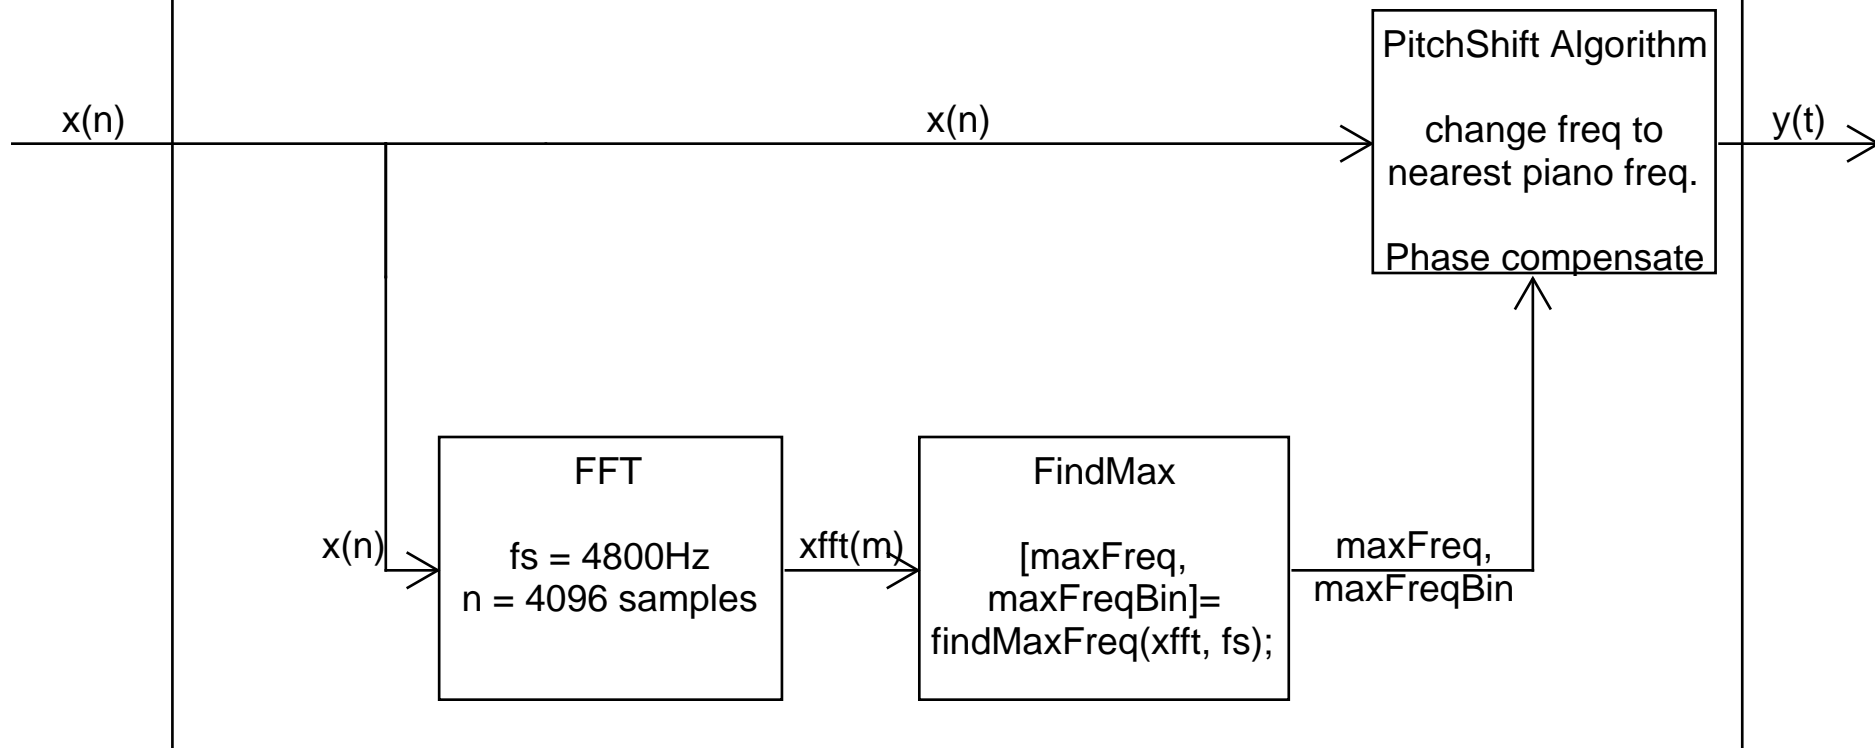 PitchShift Algorithm
change freq to
nearest piano freq.
Phase compensate
x(n)
x(n)
y(t)
FFT
fs = 4800Hz
n = 4096 samples
FindMax
[maxFreq,
maxFreqBin]=
findMaxFreq(xfft, fs);
x(n)
xfft(m)
maxFreq,
maxFreqBin